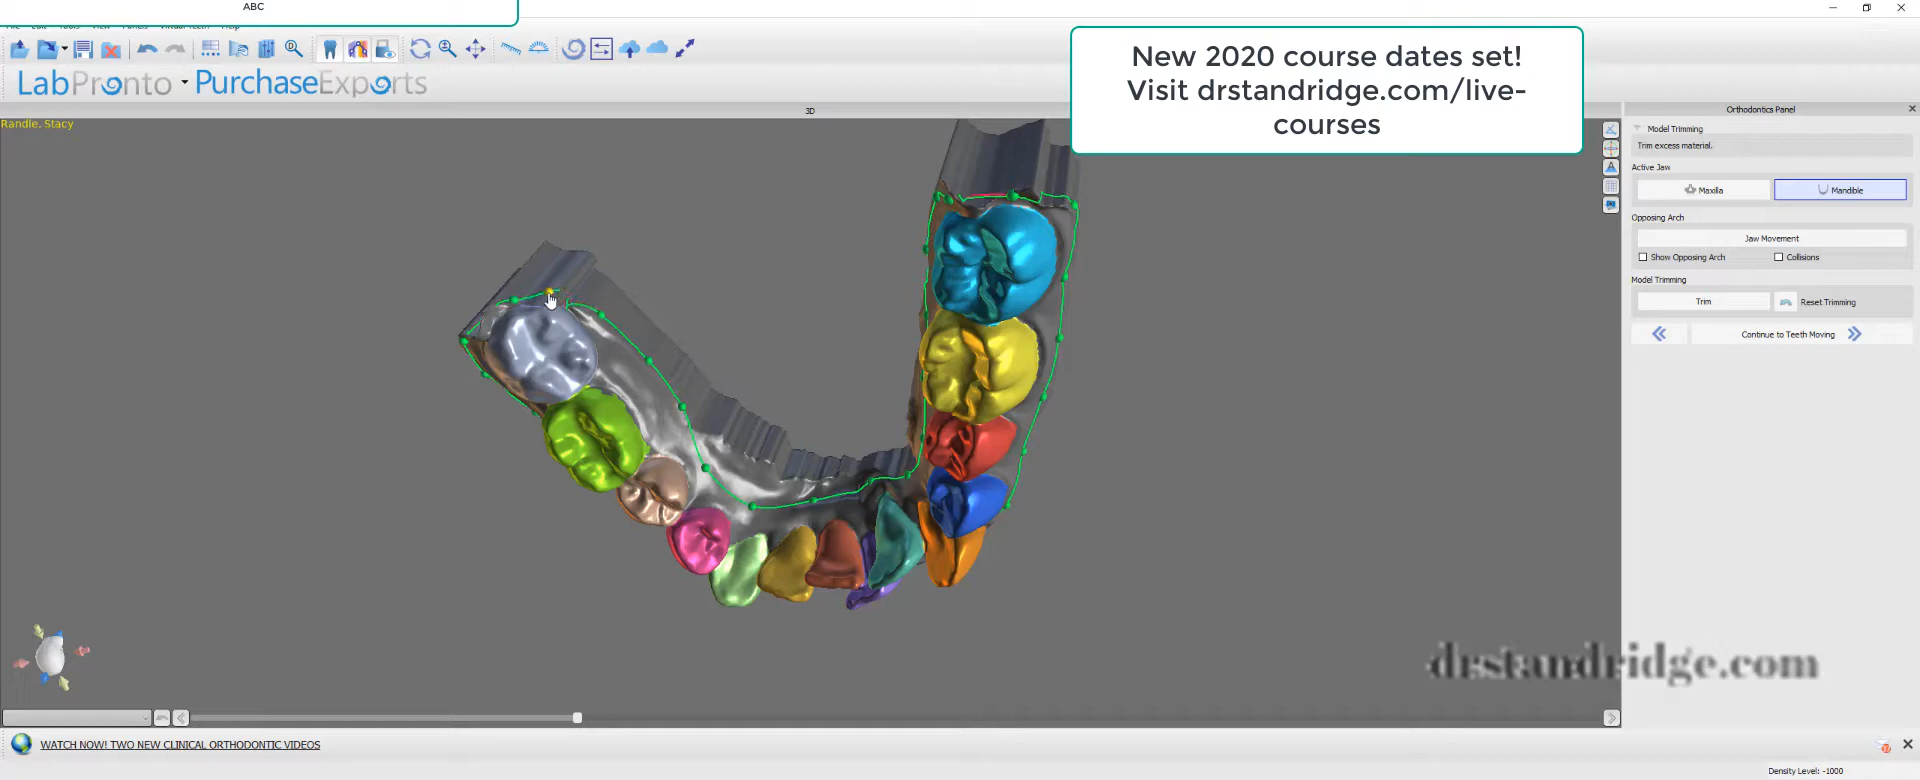 ABC
New 2020 course dates set!
Visit drstandridge.com/live-
courses
LabPronto PurchaseExports
3D
Randle, Stacy
Orthodontics Panel
Model Trimming
Trim excess material.
Active Jaw
Maxilla Mandible
Opposing Arch
Jaw Movement
Show Opposing Arch Collisions
Model Trimming
Trim Reset Trimming
Continue to Teeth Moving
drstandridge.com
WATCH NOW! TWO NEW CLINICAL ORTHODONTIC VIDEOS
Density Level: -1000